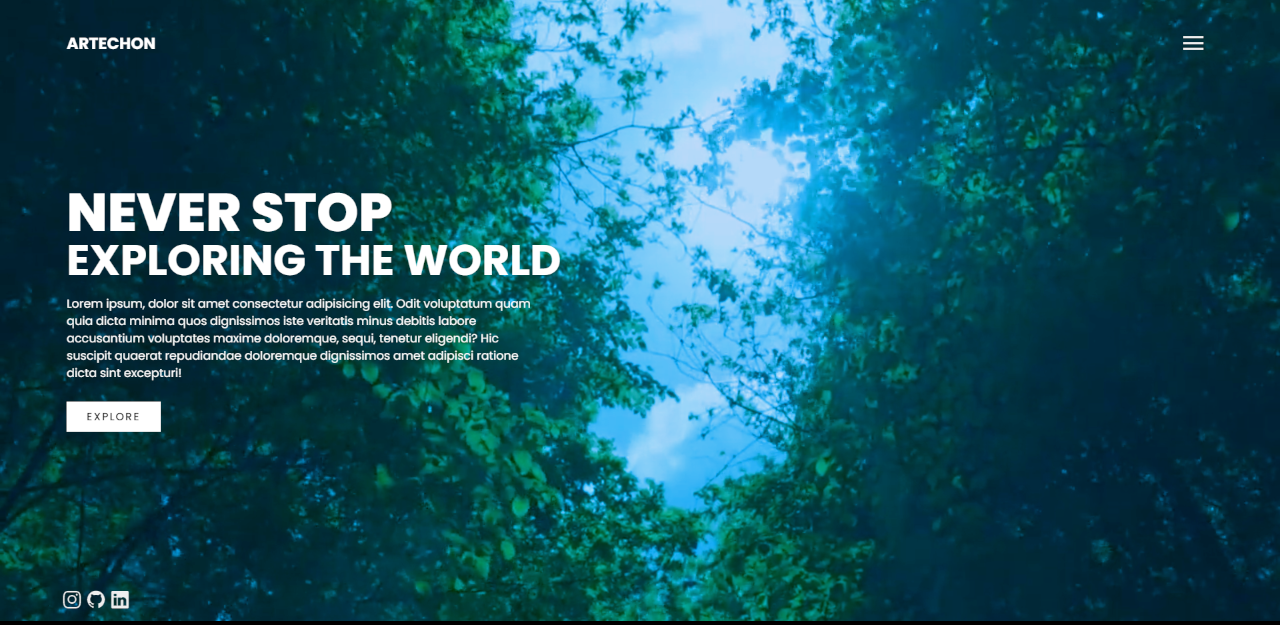 ARTECHON
NEVER STOP
EXPLORING THE WORLD
Lorem ipsum, dolor sit amet consectetur adipisicing elit. Odit voluptatum quam
quia dicta minima quos dignissimos iste veritatis minus debitis labore
accusantium voluptates maxime doloremque, sequi, tenetur eligendi? Hic
suscipit quaerat repudiandae doloremque dignissimos amet adipisci ratione
dicta sint excepturi!
EXPLORE